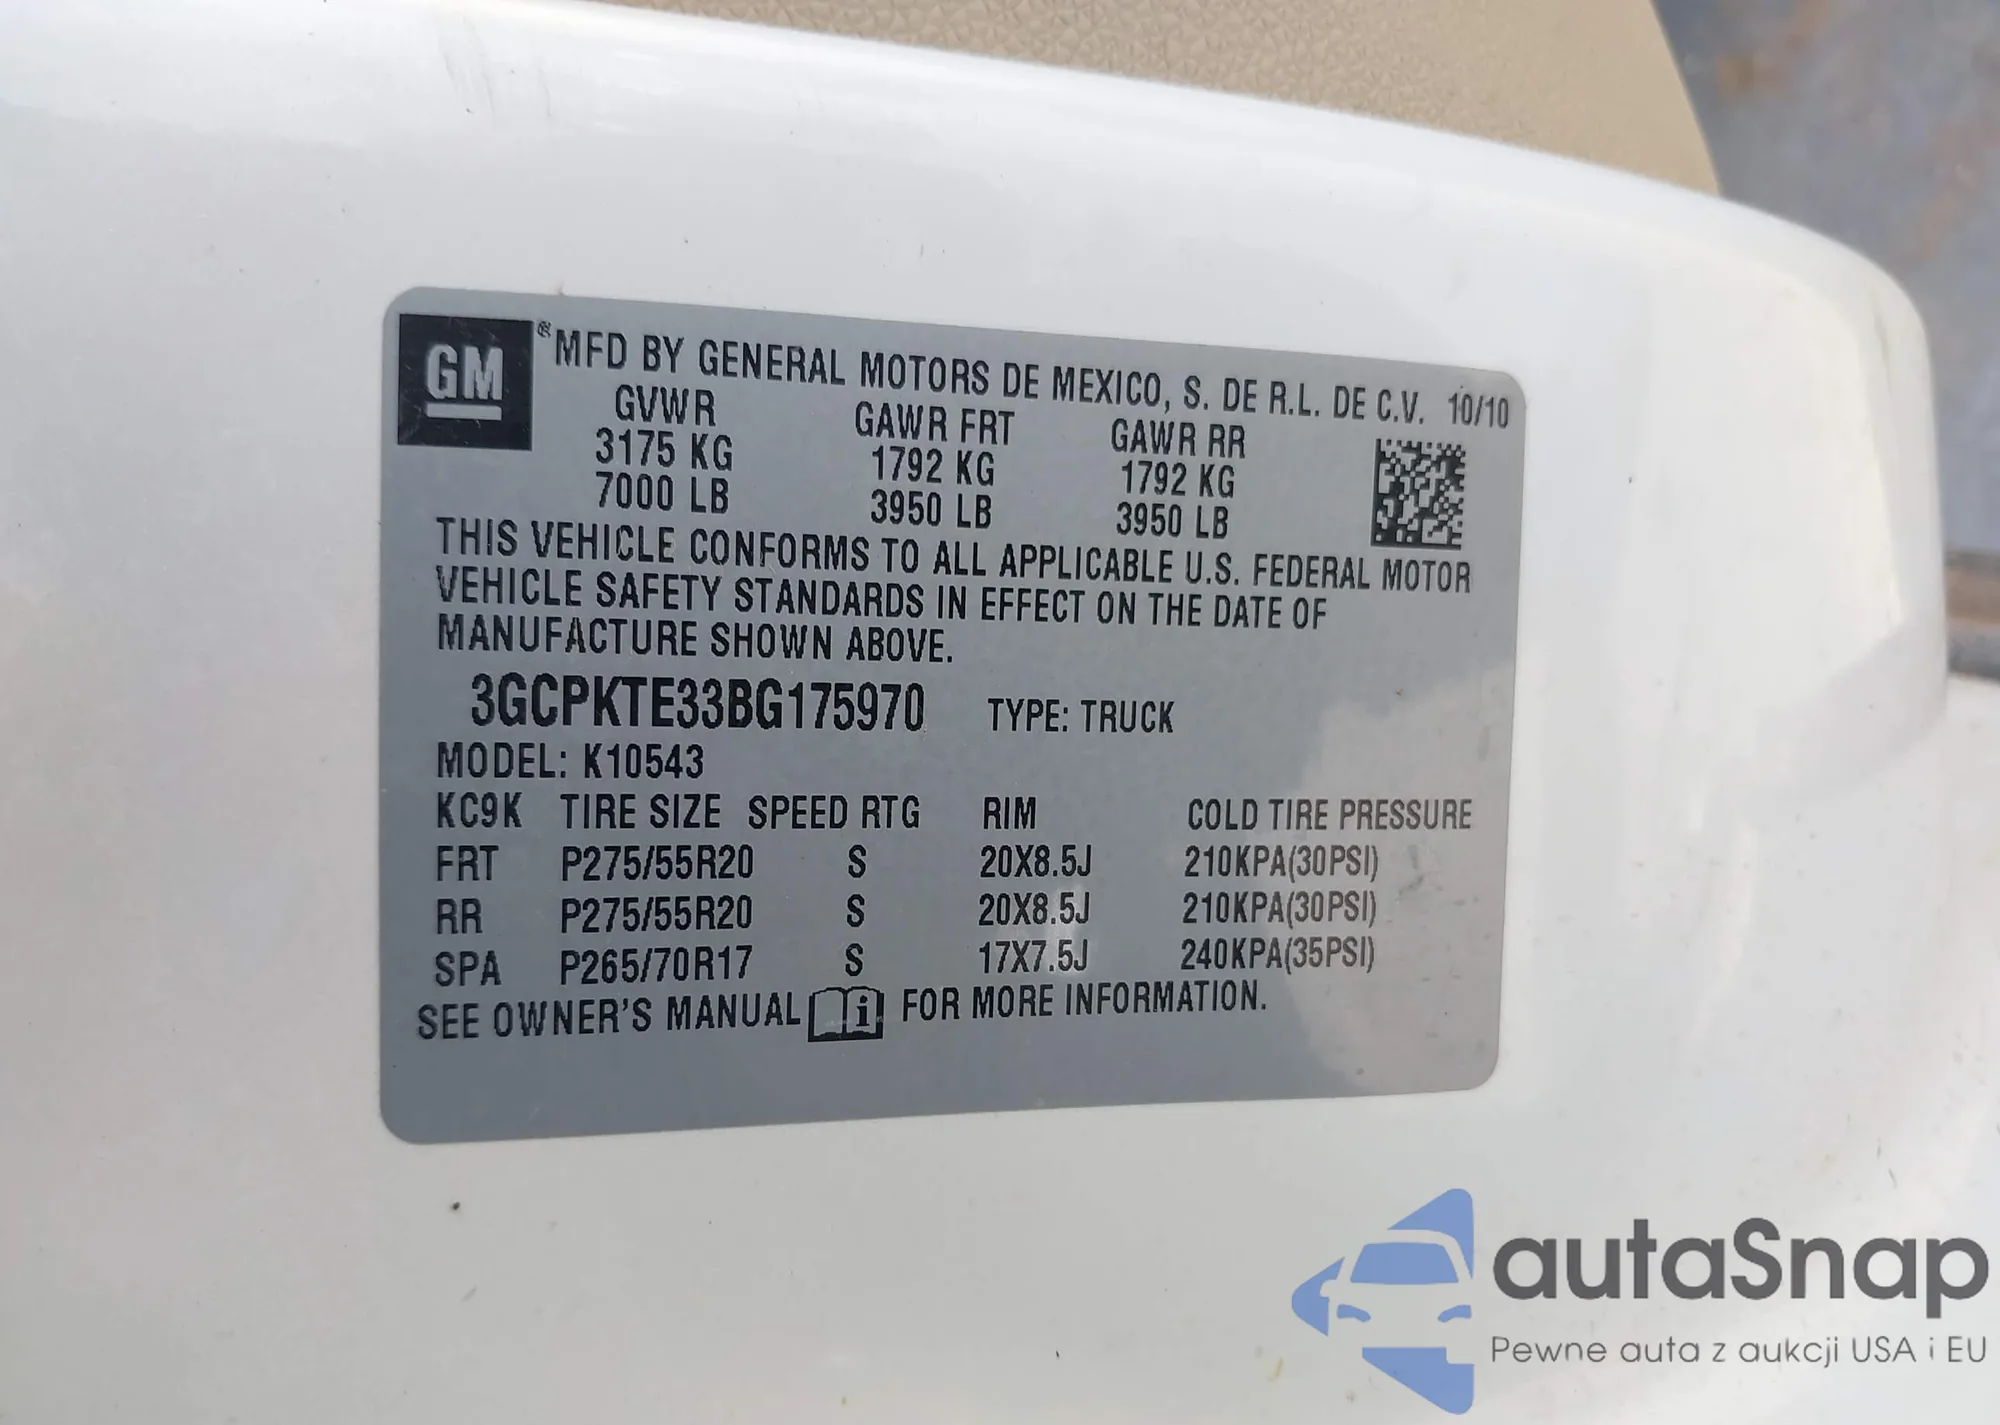 GM
® MFD BY GENERAL MOTORS DE MEXICO, S. DE R.L. DE C.V. 10/10
GVWR GAWR FRT GAWR RR
3175 KG 1792 KG 1792 KG
7000 LB 3950 LB 3950 LB
THIS VEHICLE CONFORMS TO ALL APPLICABLE U.S. FEDERAL MOTOR
VEHICLE SAFETY STANDARDS IN EFFECT ON THE DATE OF
MANUFACTURE SHOWN ABOVE.
3GCPKTE33BG175970 TYPE: TRUCK
MODEL: K10543
KC9K TIRE SIZE SPEED RTG RIM COLD TIRE PRESSURE
FRT P275/55R20 S 20X8.5J 210KPA(30PSI)
RR P275/55R20 S 20X8.5J 210KPA(30PSI)
SPA P265/70R17 S 17X7.5J 240KPA(35PSI)
SEE OWNER'S MANUAL i FOR MORE INFORMATION.
autaSnap
Pewne auta z aukcji USA i EU